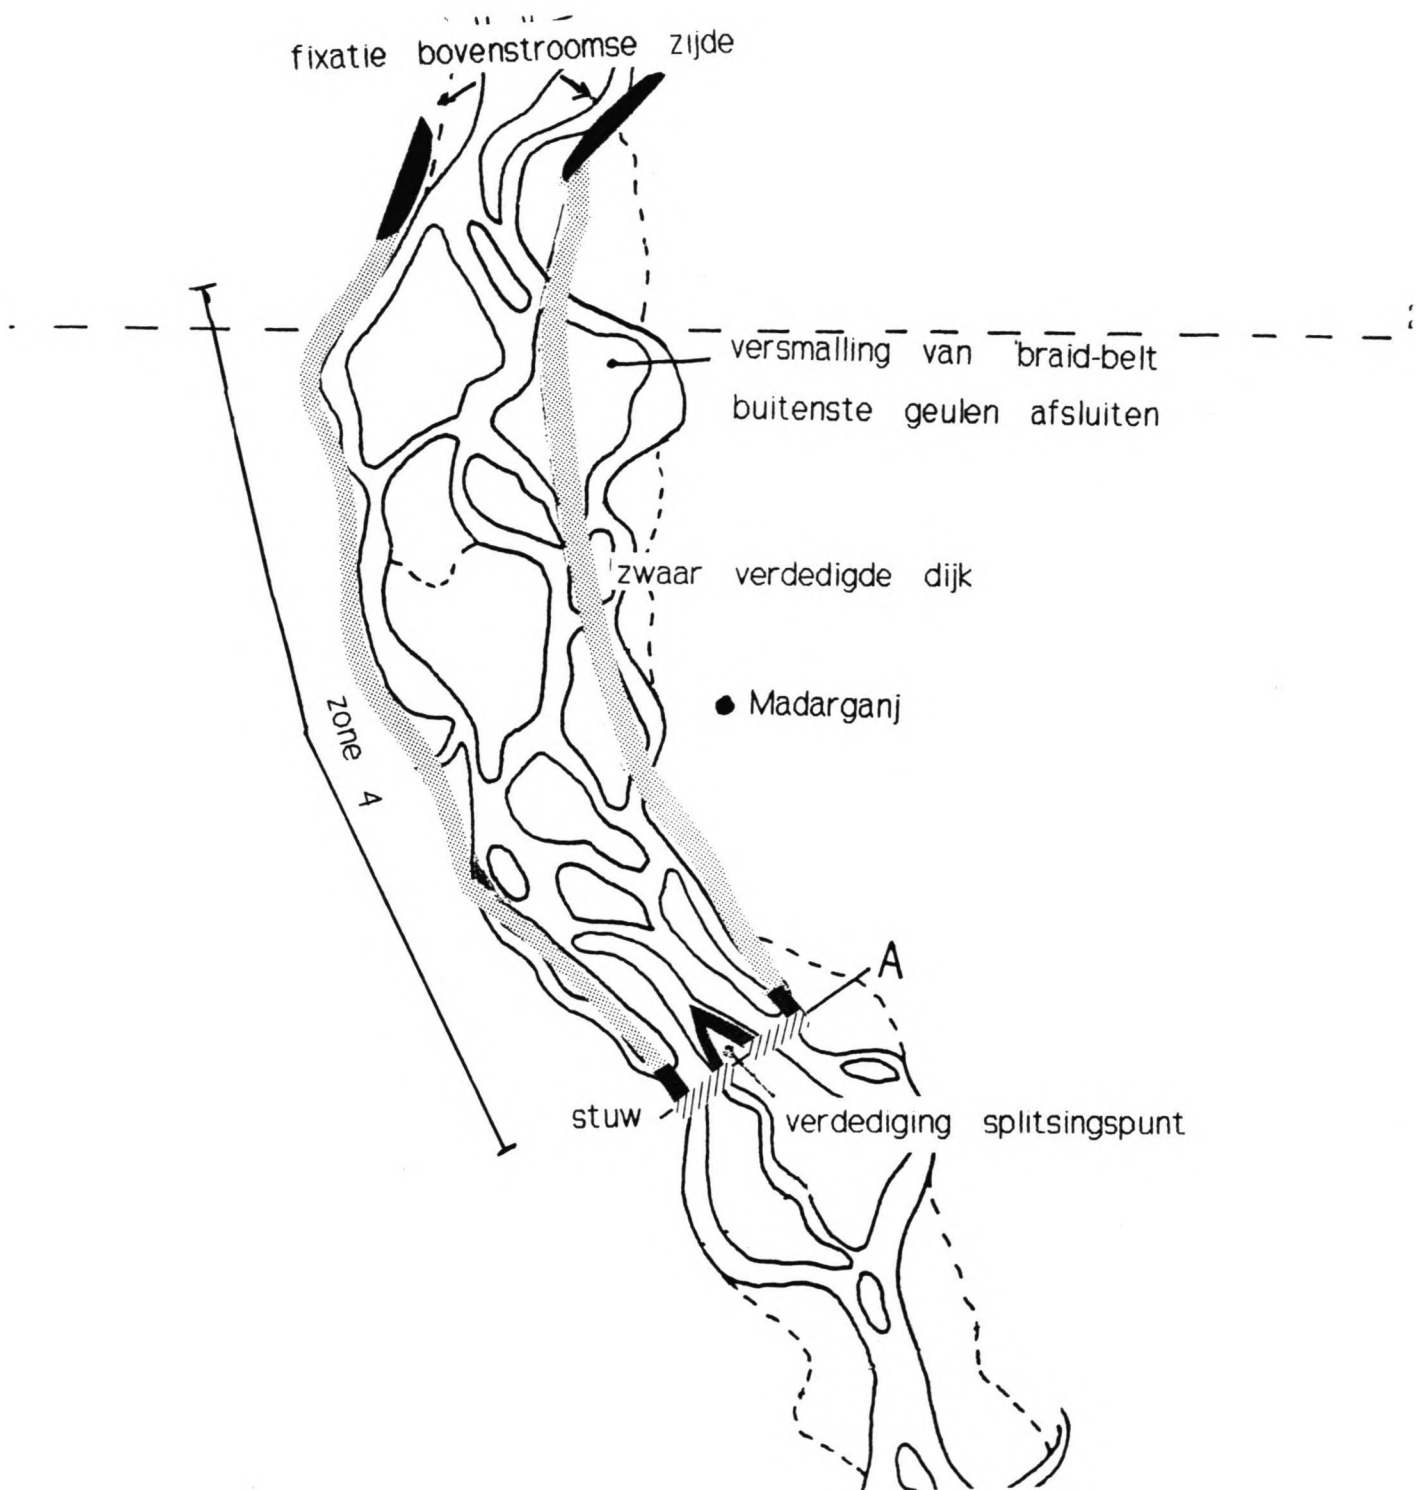 fixatie bovenstroomse zijde
versmalling van braid-belt
buitenste geulen afsluiten
zwaar verdedigde dijk
Madarganj
zone 4
A
stuw
verdediging splitsingspunt